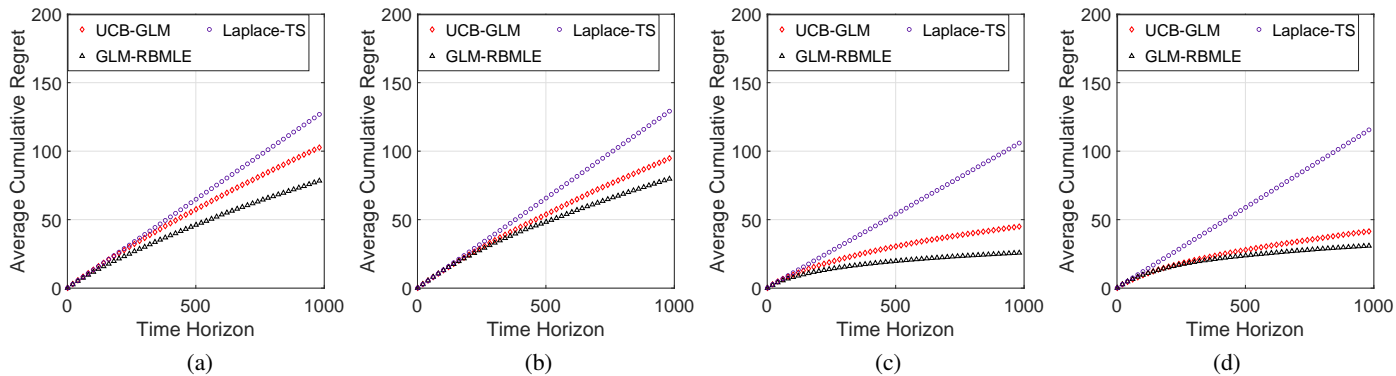 200
150
100
50
0
Average Cumulative Regret
UCB-GLM Laplace-TS
GLM-RBMLE
0 500 1000
Time Horizon
(a)
200
150
100
50
0
Average Cumulative Regret
UCB-GLM Laplace-TS
GLM-RBMLE
0 500 1000
Time Horizon
(b)
200
150
100
50
0
Average Cumulative Regret
UCB-GLM Laplace-TS
GLM-RBMLE
0 500 1000
Time Horizon
(c)
200
150
100
50
0
Average Cumulative Regret
UCB-GLM Laplace-TS
GLM-RBMLE
0 500 1000
Time Horizon
(d)